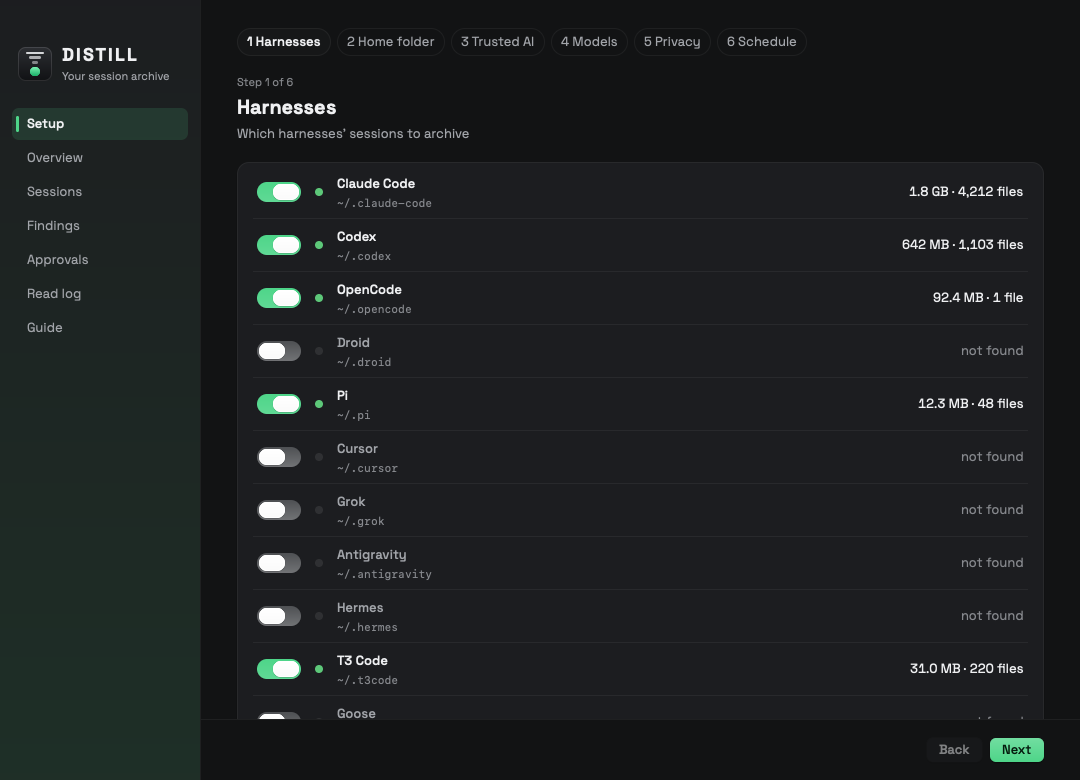 DISTILL
Your session archive
Setup
Overview
Sessions
Findings
Approvals
Read log
Guide
1 Harnesses 2 Home folder 3 Trusted AI 4 Models 5 Privacy 6 Schedule
Step 1 of 6
Harnesses
Which harnesses' sessions to archive
Claude Code
~/.claude-code
1.8 GB · 4,212 files
Codex
~/.codex
642 MB · 1,103 files
OpenCode
~/.opencode
92.4 MB · 1 file
Droid
~/.droid
not found
Pi
~/.pi
12.3 MB · 48 files
Cursor
~/.cursor
not found
Grok
~/.grok
not found
Antigravity
~/.antigravity
not found
Hermes
~/.hermes
not found
T3 Code
~/.t3code
31.0 MB · 220 files
Goose
Back Next